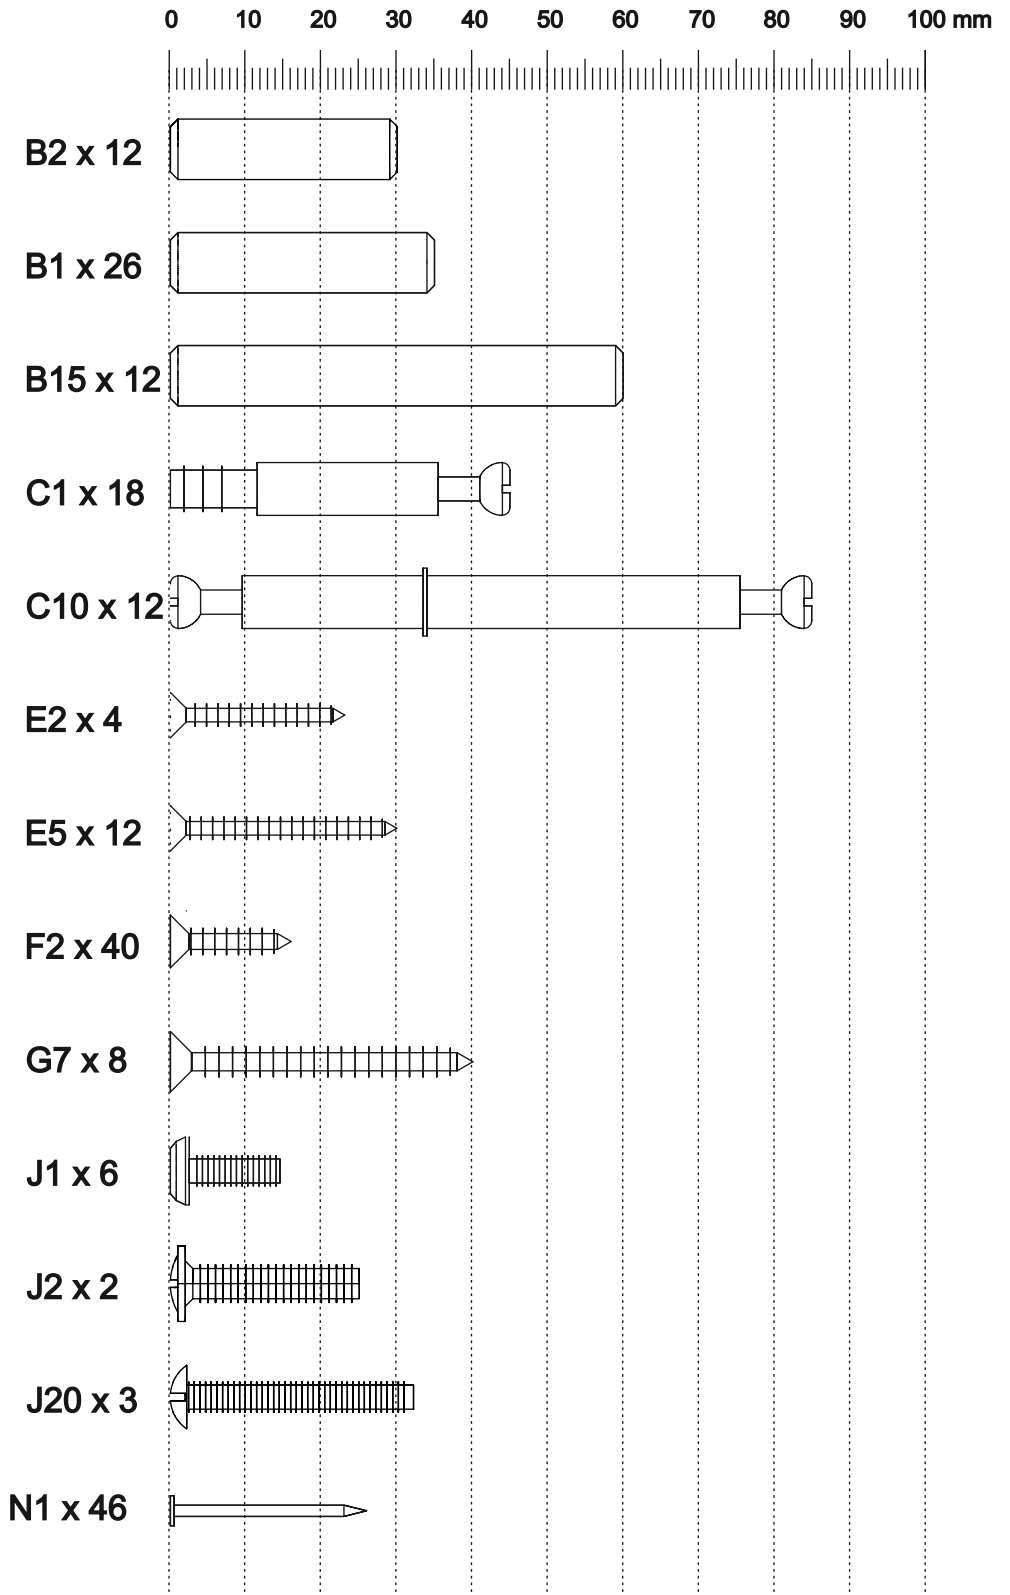 0 10 20 30 40 50 60 70 80 90 100 mm
B2 x 12
B1 x 26
B15 x 12
C1 x 18
C10 x 12
E2 x 4
E5 x 12
F2 x 40
G7 x 8
J1 x 6
J2 x 2
J20 x 3
N1 x 46